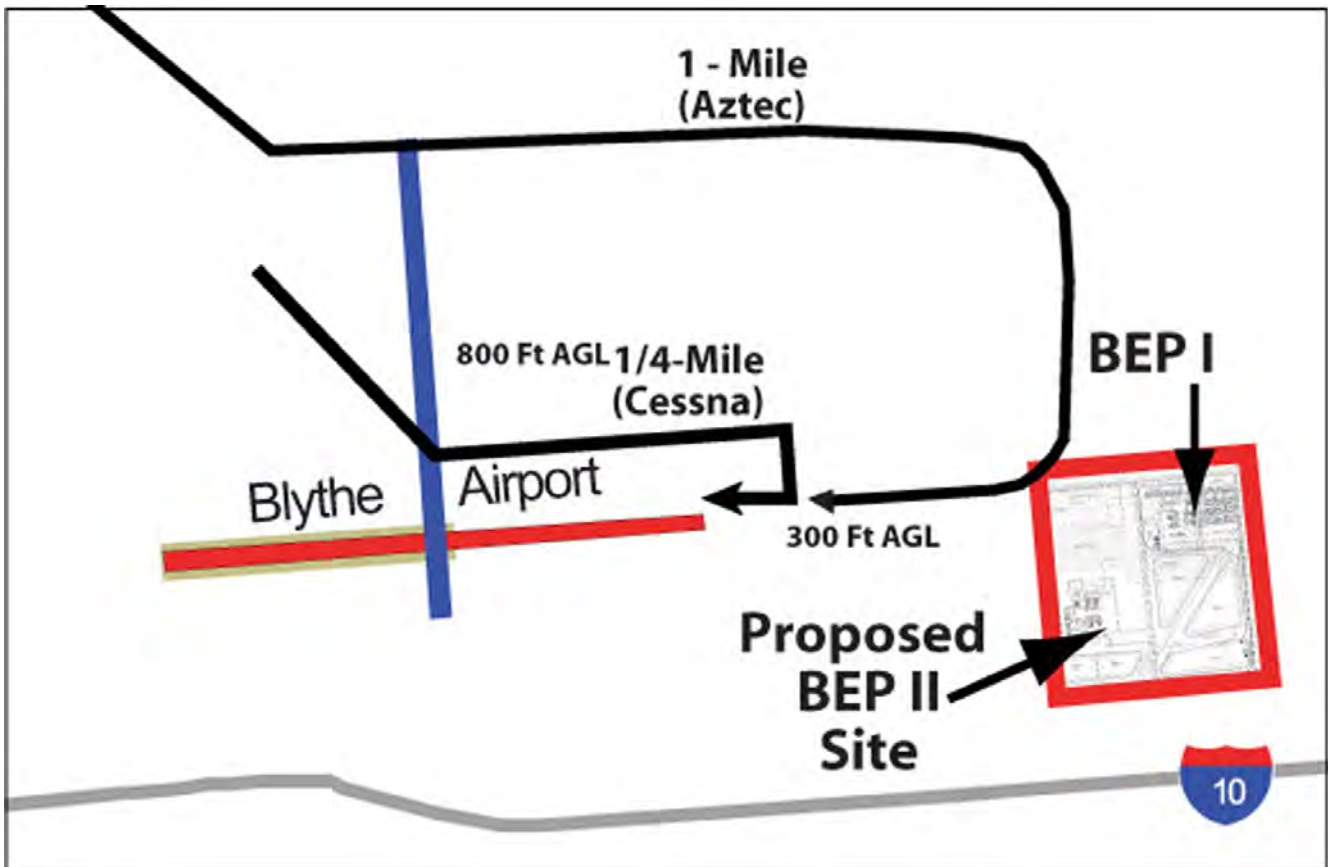 1 - Mile
(Aztec)
800 Ft AGL
1/4-Mile
(Cessna)
BEP I
Blythe
Airport
300 Ft AGL
Proposed
BEP II
Site
10